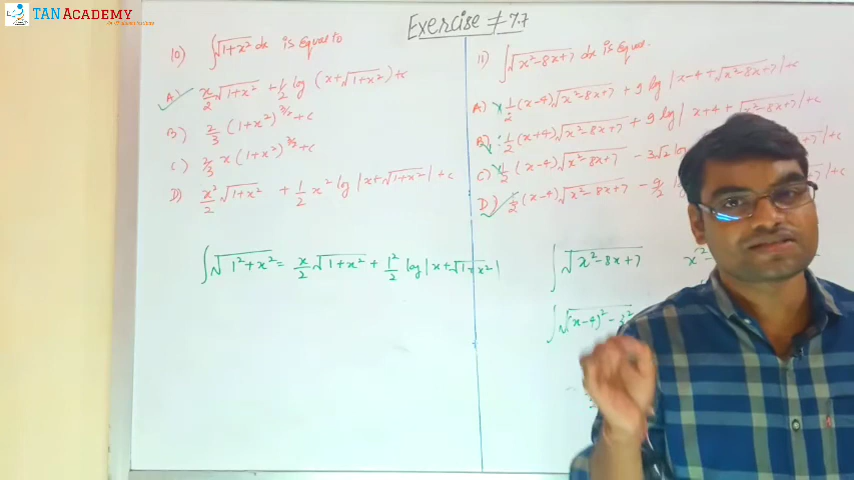 TAN ACADEMY
Exercise ≠ 7.7
10) ∫√1+x² dx is equal to
A) x/2 √1+x² + 1/2 log (x+√1+x²)+c
B) 2/3 (1+x²)^3/2 +c
C) 2/3 x (1+x²)^3/2 +c
D) x²/2 √1+x² + 1/2 x² log |x+√1+x²|+c
∫√1²+x² = x/2 √1+x² + 1²/2 log |x+√1+x²|
11) ∫√x²-8x+7 dx is equal
A) 1/2 (x-4)√x²-8x+7 + 9 log |x-4+√x²-8x+7|+c
B) 1/2 (x+4)√x²-8x+7 + 9 log | x+4+√x²-8x+7|+c
C) 1/2 (x-4)√x²-8x+7 - 3√2 log +7|+c
D) 1/2 (x-4)√x²-8x+7 - 9/2 +7|+c
∫√x²-8x+7 x²-
∫√(x-4)²-3²